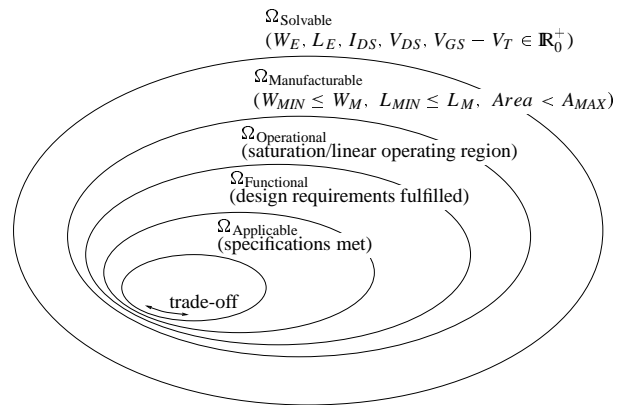 Ω_Solvable
(W_E, L_E, I_DS, V_DS, V_GS − V_T ∈ ℝ₀⁺)
Ω_Manufacturable
(W_MIN ≤ W_M, L_MIN ≤ L_M, Area < A_MAX)
Ω_Operational
(saturation/linear operating region)
Ω_Functional
(design requirements fulfilled)
Ω_Applicable
(specifications met)
trade-off